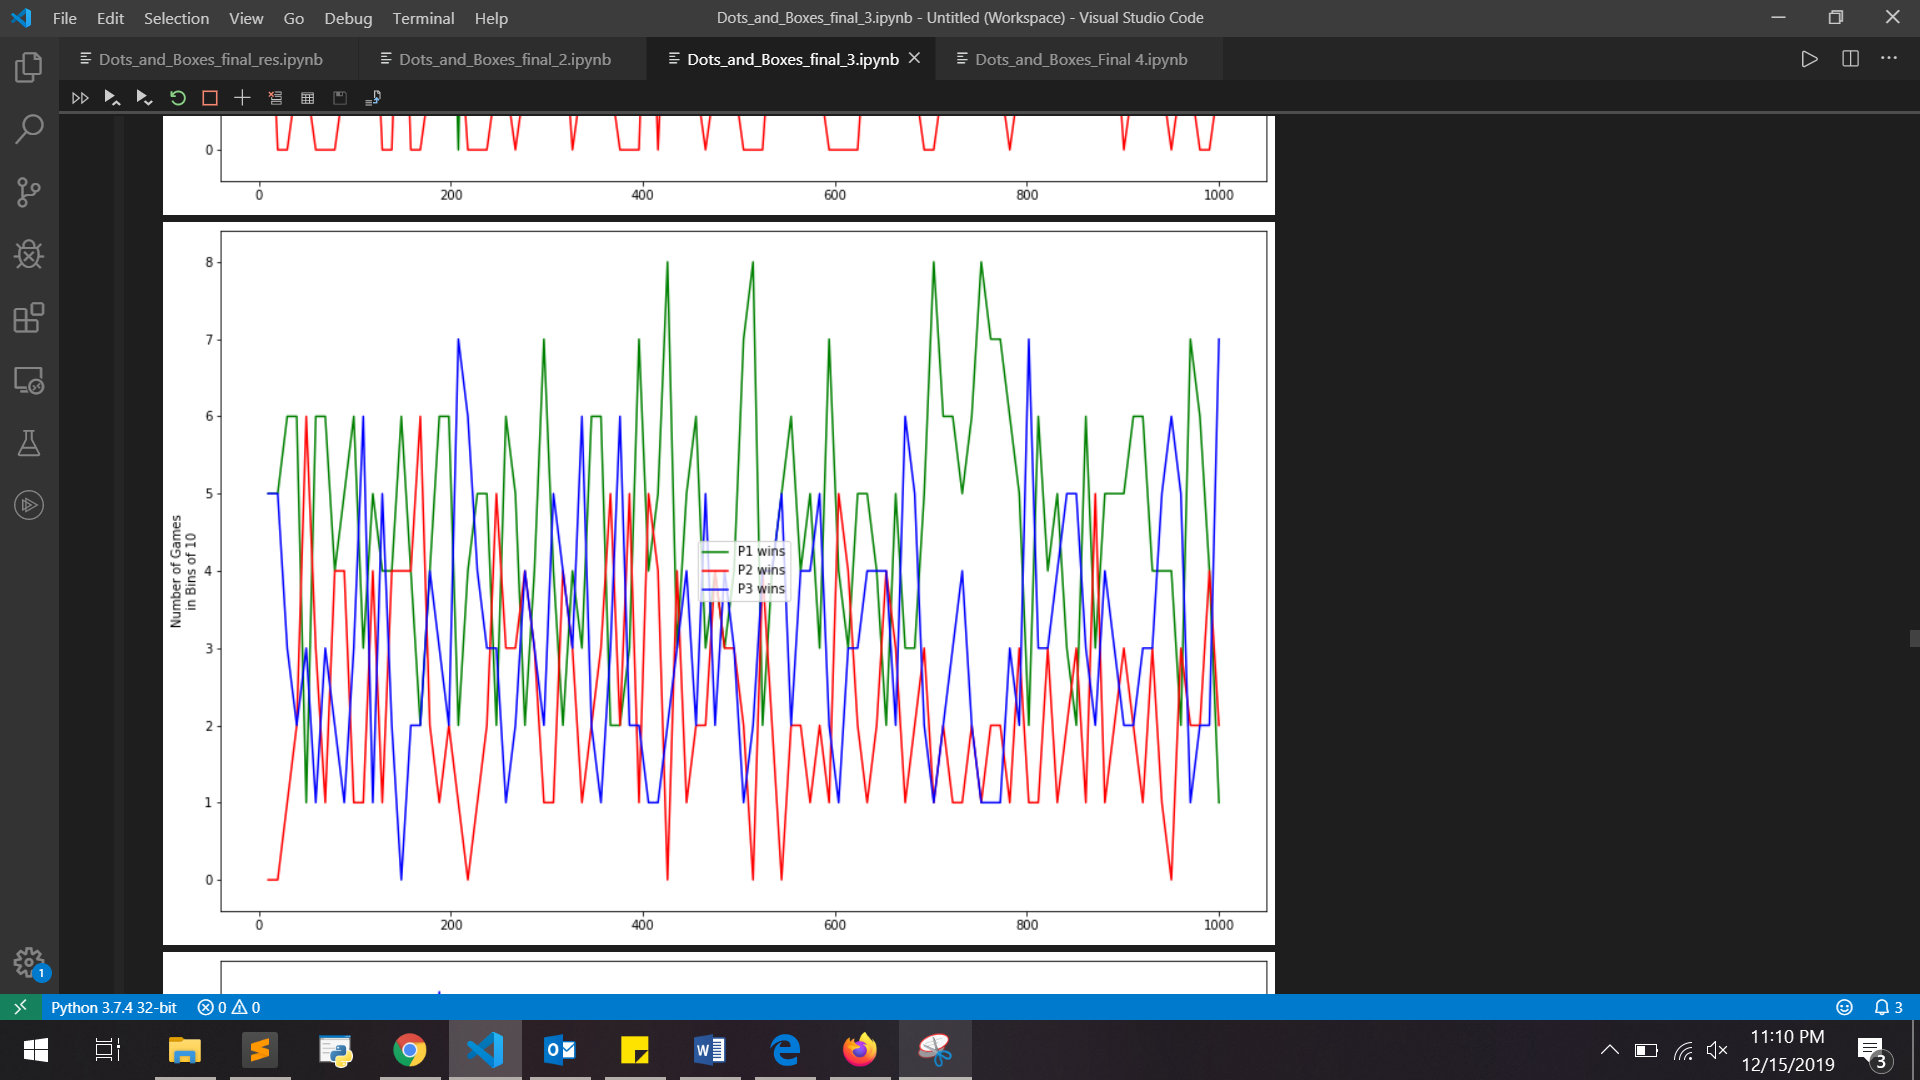 File Edit Selection View Go Debug Terminal Help
Dots_and_Boxes_final_3.ipynb - Untitled (Workspace) - Visual Studio Code
Dots_and_Boxes_final_res.ipynb
Dots_and_Boxes_final_2.ipynb
Dots_and_Boxes_final_3.ipynb
Dots_and_Boxes_Final 4.ipynb
0
0 200 400 600 800 1000
8
7
6
5
4
3
2
1
0
Number of Games
in Bins of 10
P1 wins
P2 wins
P3 wins
0 200 400 600 800 1000
1
Python 3.7.4 32-bit 0 0
3
11:10 PM
12/15/2019
3